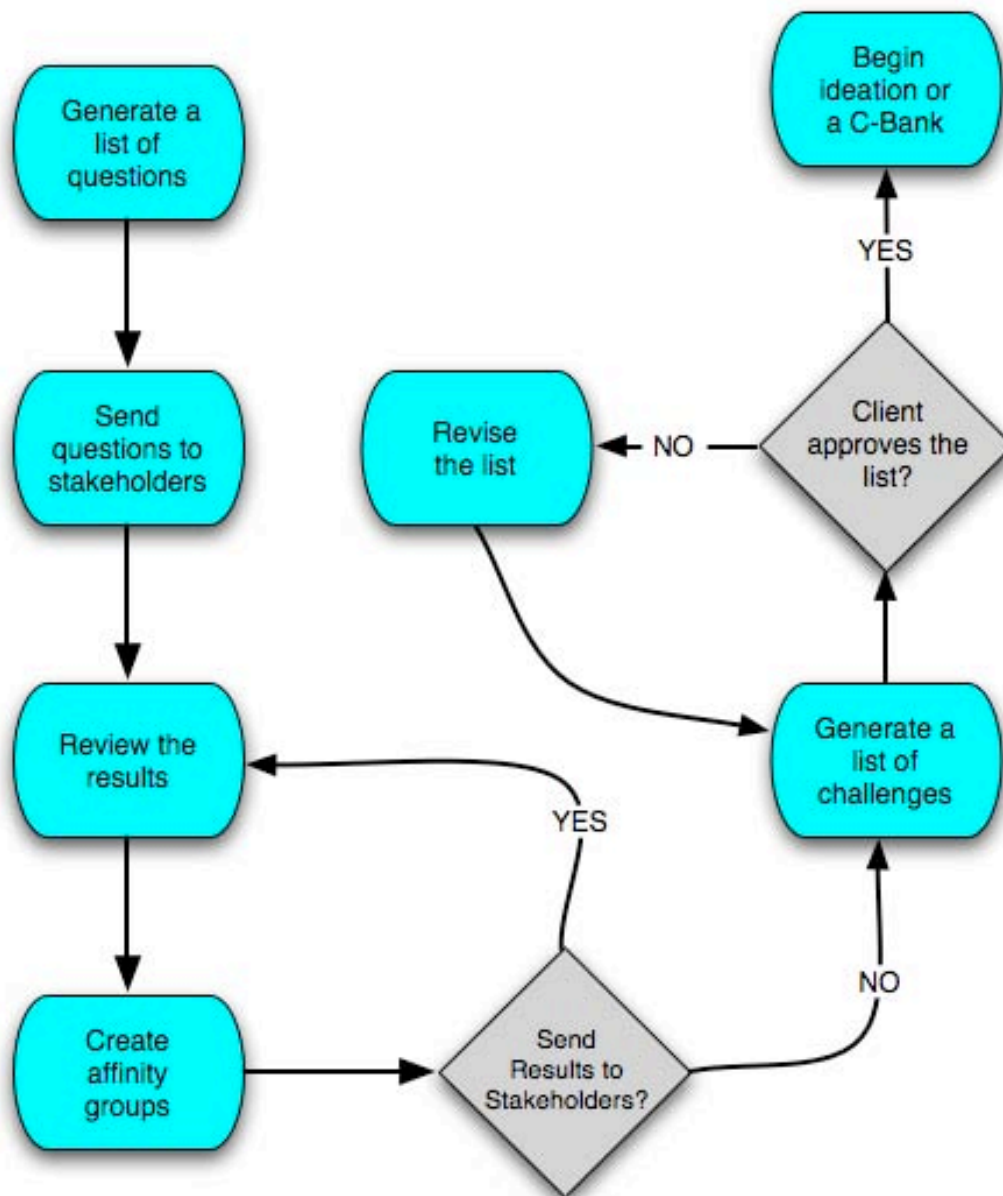 Generate a
list of
questions
Send
questions to
stakeholders
Review the
results
Create
affinity
groups
Send
Results to
Stakeholders?
YES
NO
Generate a
list of
challenges
Client
approves the
list?
NO
Revise
the list
YES
Begin
ideation or
a C-Bank